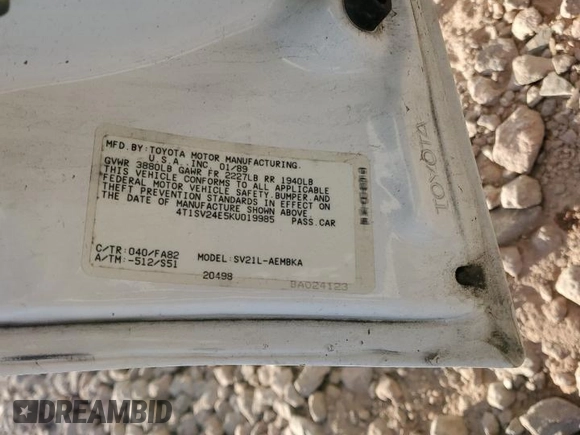 MFD.BY:TOYOTA MOTOR MANUFACTURING.
U.S.A., INC. 01/89
GVWR 3880LB GAWR FR 2227LB RR 1940LB
THIS VEHICLE CONFORMS TO ALL APPLICABLE
FEDERAL MOTOR VEHICLE SAFETY,BUMPER,AND
THEFT PREVENTION STANDARDS IN EFFECT ON
THE DATE OF MANUFACTURE SHOWN ABOVE.
4T1SV24E5KU019985 PASS.CAR
C/TR:040/FA82 MODEL:SV21L-AEMBKA
A/TM:-512/S51
20498 8A024123
TOYOTA
DREAMBID